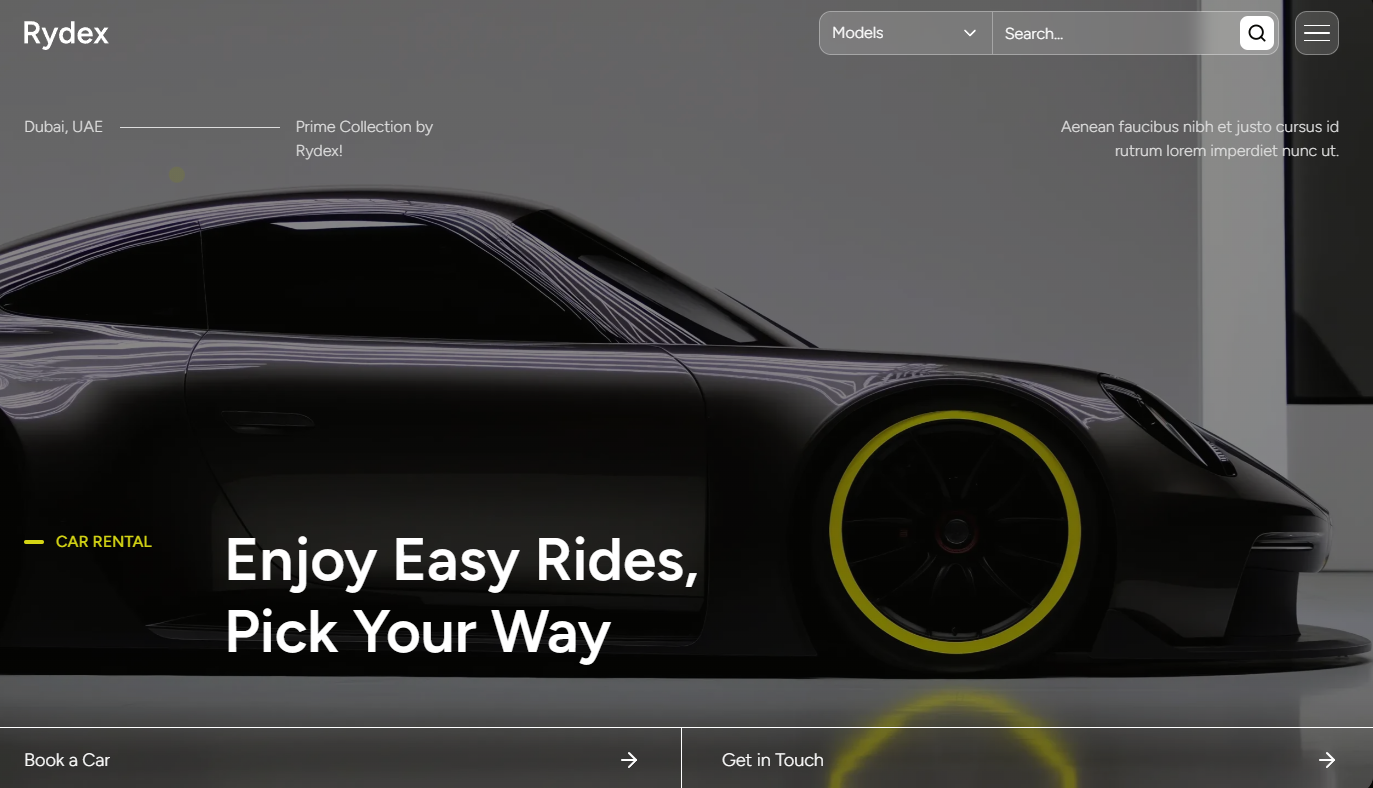 Rydex
Models
Search...
Dubai, UAE
Prime Collection by
Rydex!
Aenean faucibus nibh et justo cursus id
rutrum lorem imperdiet nunc ut.
CAR RENTAL
Enjoy Easy Rides,
Pick Your Way
Book a Car
Get in Touch